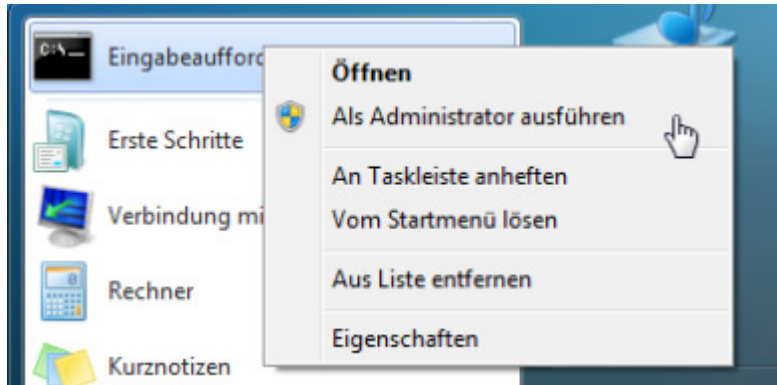 C:\
Eingabeaufford
Öffnen
Als Administrator ausführen
Erste Schritte
An Taskleiste anheften
Verbindung mi
Vom Startmenü lösen
Aus Liste entfernen
Rechner
Eigenschaften
Kurznotizen